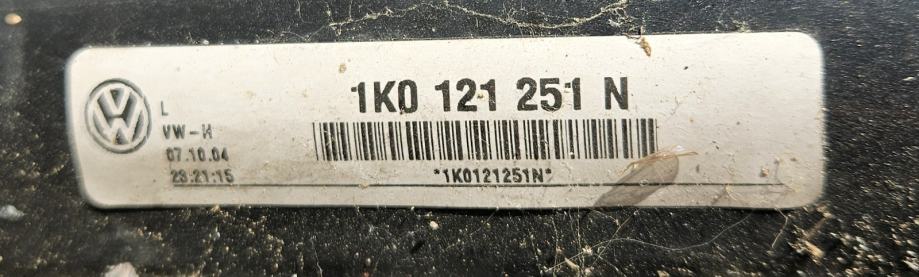 1K0 121 251 N
L
VW-H
07.10.04
23:21:15
*1K0121251N*